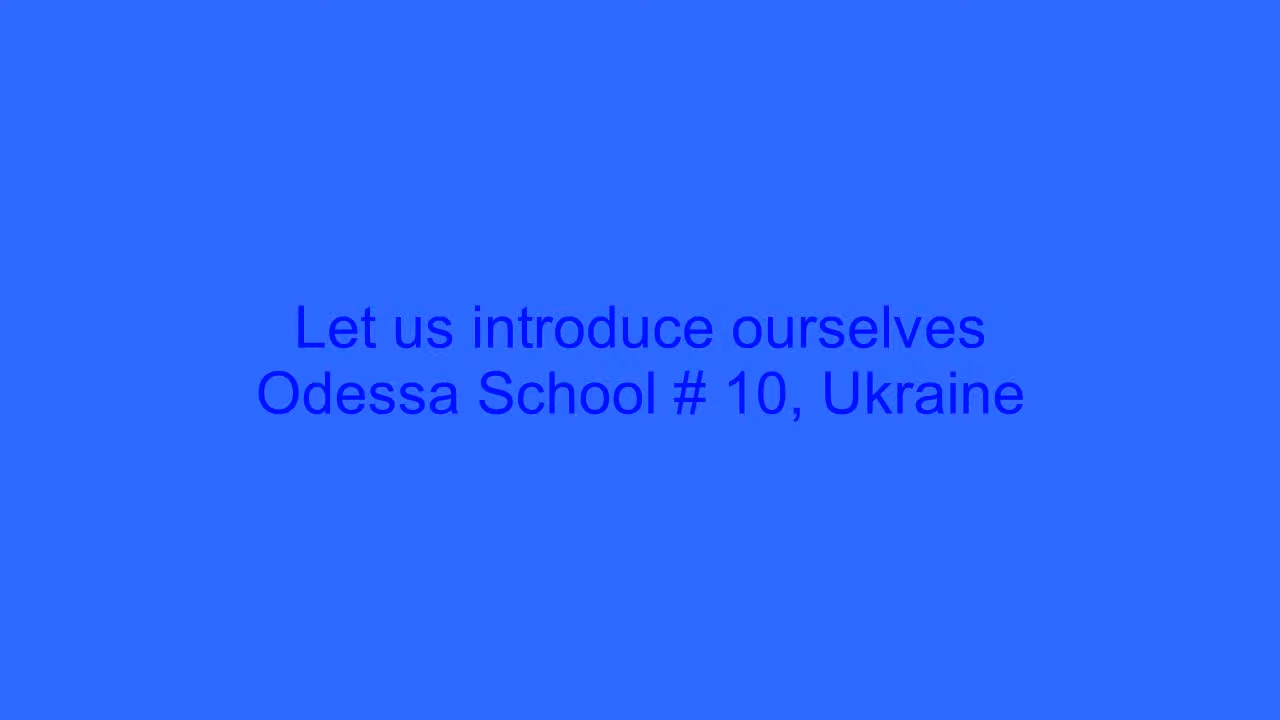 Let us introduce ourselves
Odessa School # 10, Ukraine